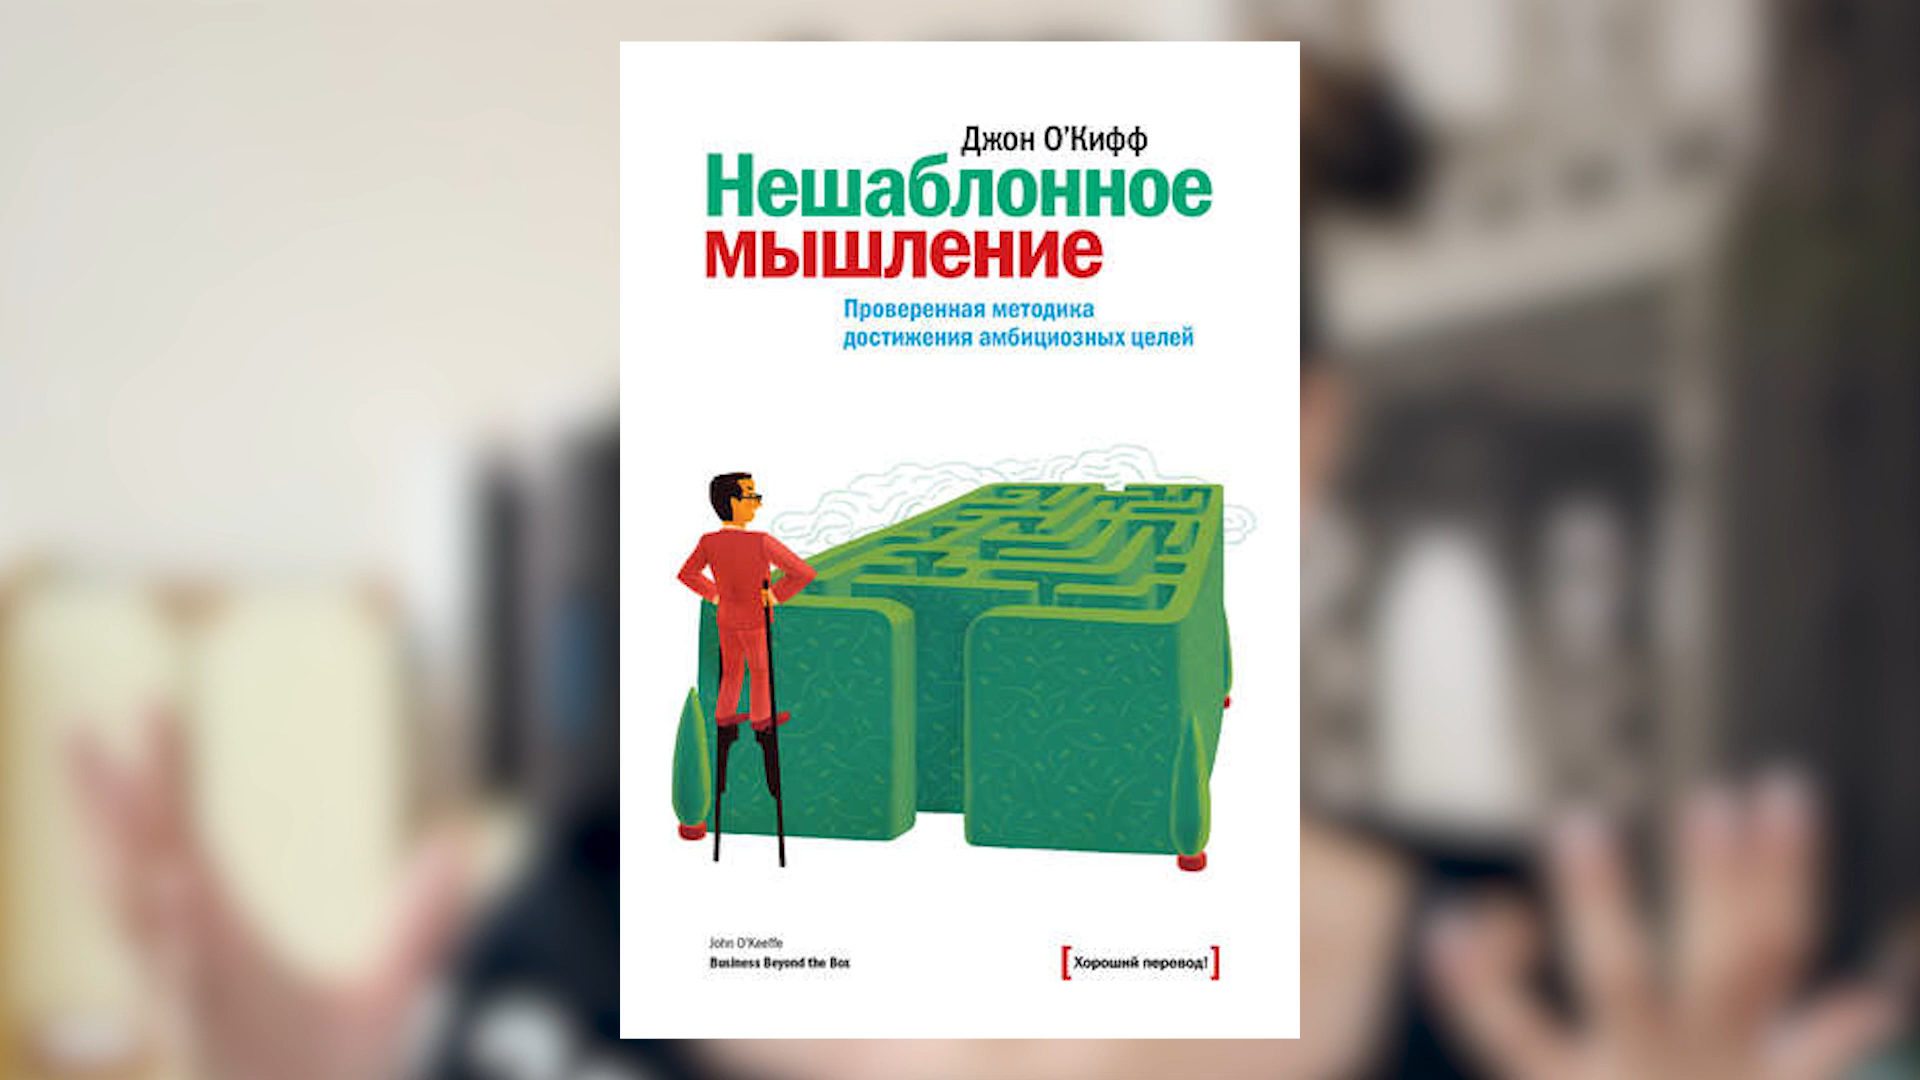 Джон О’Кифф
Нешаблонное
мышление
Проверенная методика
достижения амбициозных целей
John O’Keeffe
Business Beyond the Box
[Хороший перевод!]